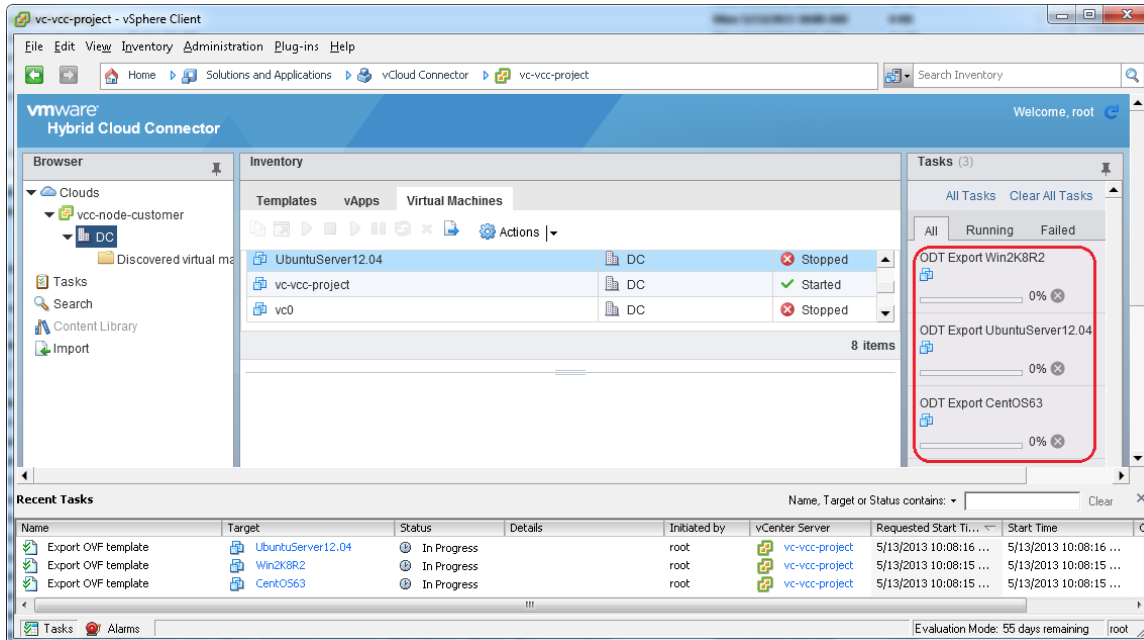 vc-vcc-project - vSphere Client
File Edit View Inventory Administration Plug-ins Help
Home Solutions and Applications vCloud Connector vc-vcc-project Search Inventory
vmware
Hybrid Cloud Connector
Welcome, root
Browser
Clouds
vcc-node-customer
DC
Discovered virtual ma
Tasks
Search
Content Library
Import
Inventory
Templates vApps Virtual Machines
Actions
UbuntuServer12.04 DC Stopped
vc-vcc-project DC Started
vc0 DC Stopped
8 items
Tasks (3)
All Tasks Clear All Tasks
All Running Failed
ODT Export Win2K8R2
0%
ODT Export UbuntuServer12.04
0%
ODT Export CentOS63
0%
Recent Tasks Name, Target or Status contains: Clear
Name Target Status Details Initiated by vCenter Server Requested Start Ti... Start Time C
Export OVF template UbuntuServer12.04 In Progress root vc-vcc-project 5/13/2013 10:08:16 ... 5/13/2013 10:08:16 ...
Export OVF template Win2K8R2 In Progress root vc-vcc-project 5/13/2013 10:08:15 ... 5/13/2013 10:08:15 ...
Export OVF template CentOS63 In Progress root vc-vcc-project 5/13/2013 10:08:15 ... 5/13/2013 10:08:15 ...
Tasks Alarms Evaluation Mode: 55 days remaining root